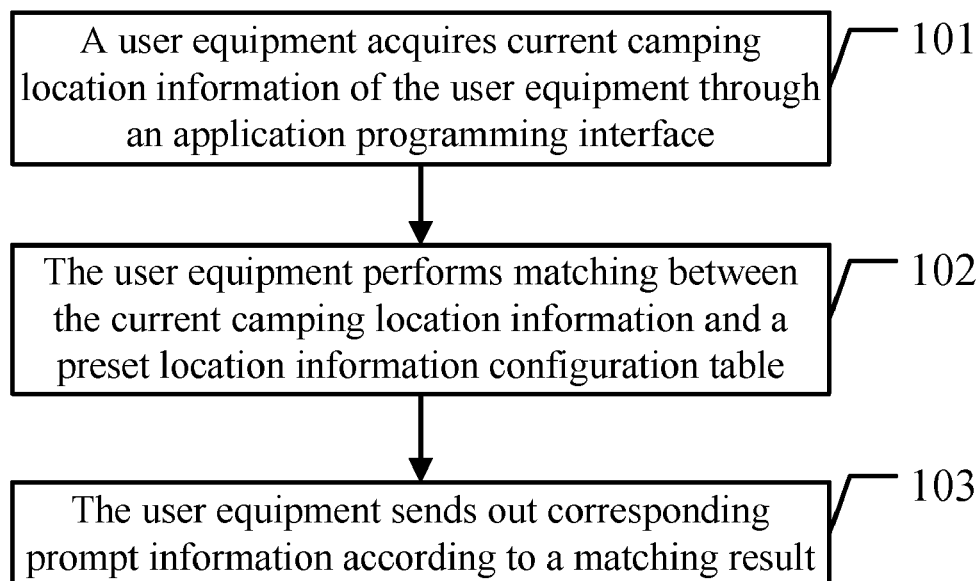 A user equipment acquires current camping
location information of the user equipment through
an application programming interface
101
The user equipment performs matching between
the current camping location information and a
preset location information configuration table
102
The user equipment sends out corresponding
prompt information according to a matching result
103